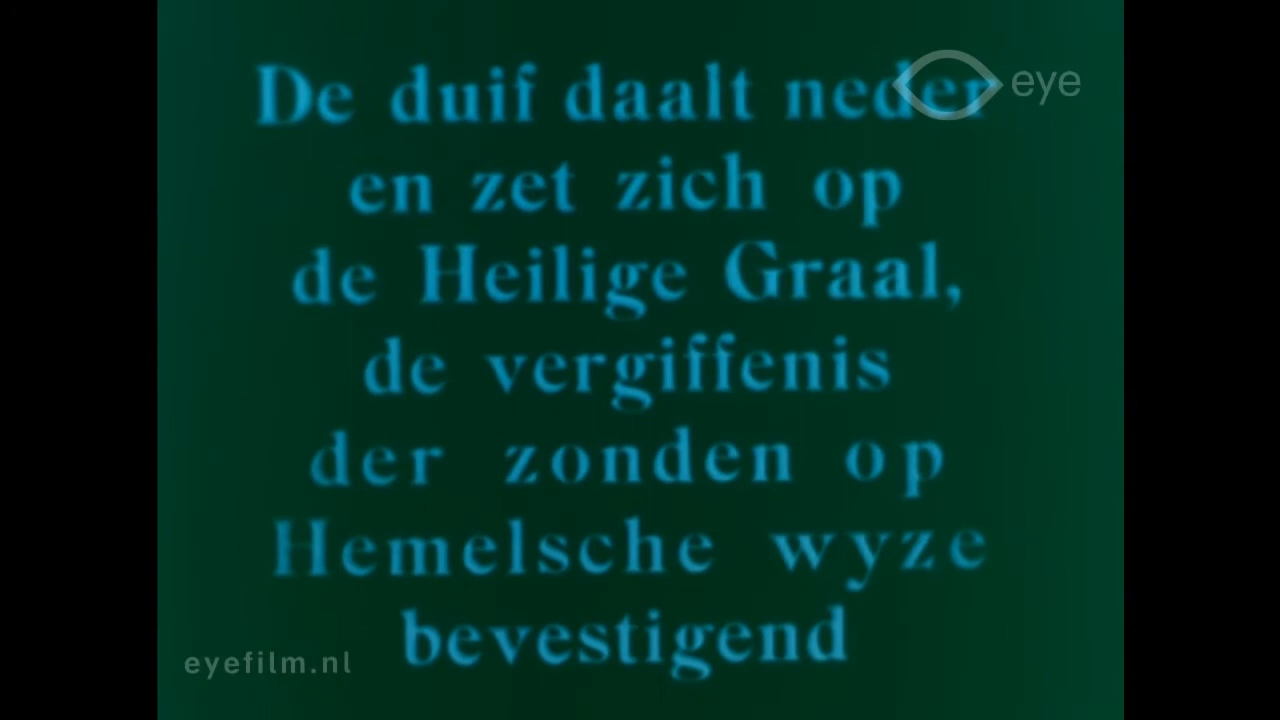 De duif daalt neder
eye
en zet zich op
de Heilige Graal,
de vergiffenis
der zonden op
Hemelsche wyze
bevestigend
eyefilm.nl